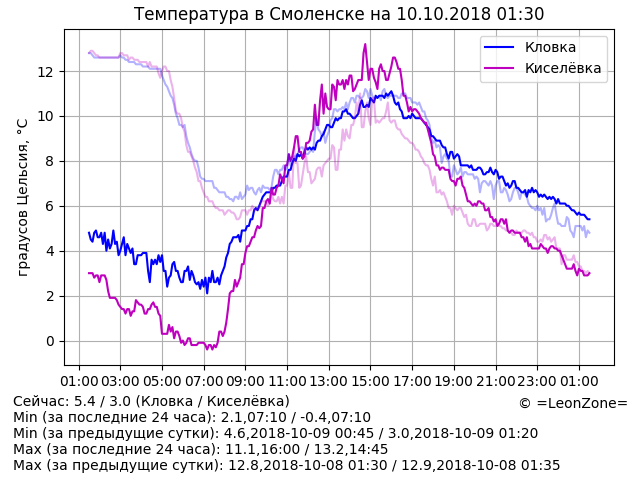 Температура в Смоленске на 10.10.2018 01:30
Кловка
Киселёвка
градусов Цельсия, °C
12
10
8
6
4
2
0
01:00 03:00 05:00 07:00 09:00 11:00 13:00 15:00 17:00 19:00 21:00 23:00 01:00
Сейчас: 5.4 / 3.0 (Кловка / Киселёвка)
© =LeonZone=
Min (за последние 24 часа): 2.1,07:10 / -0.4,07:10
Min (за предыдущие сутки): 4.6,2018-10-09 00:45 / 3.0,2018-10-09 01:20
Max (за последние 24 часа): 11.1,16:00 / 13.2,14:45
Max (за предыдущие сутки): 12.8,2018-10-08 01:30 / 12.9,2018-10-08 01:35